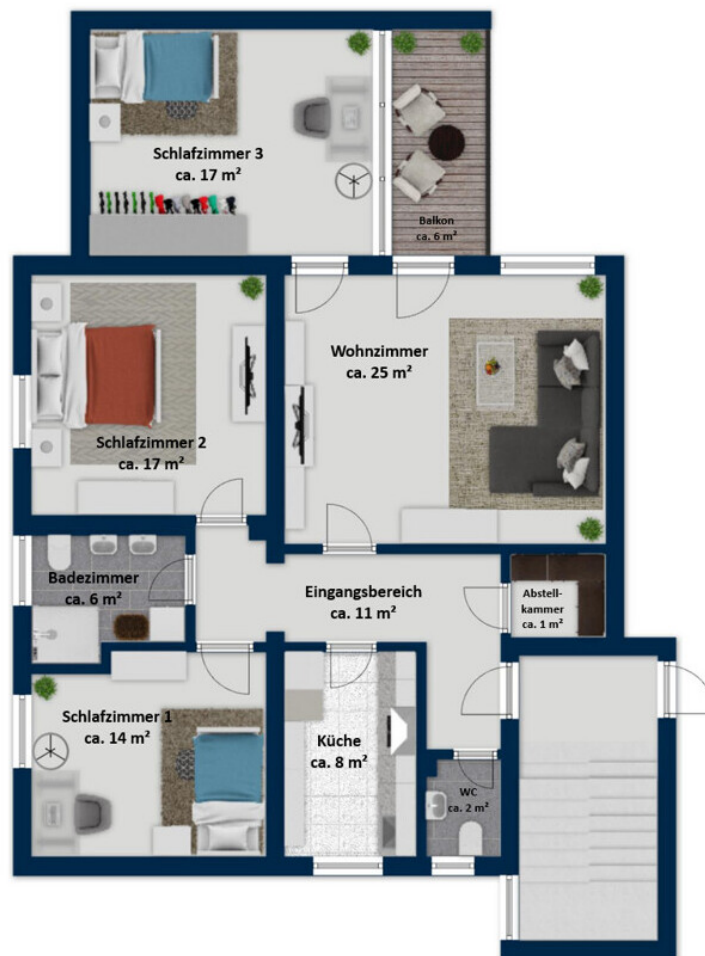 Schlafzimmer 3
ca. 17 m²
Balkon
ca. 6 m²
Wohnzimmer
ca. 25 m²
Schlafzimmer 2
ca. 17 m²
Badezimmer
ca. 6 m²
Eingangsbereich
ca. 11 m²
Abstell-
kammer
ca. 1 m²
Schlafzimmer 1
ca. 14 m²
Küche
ca. 8 m²
WC
ca. 2 m²